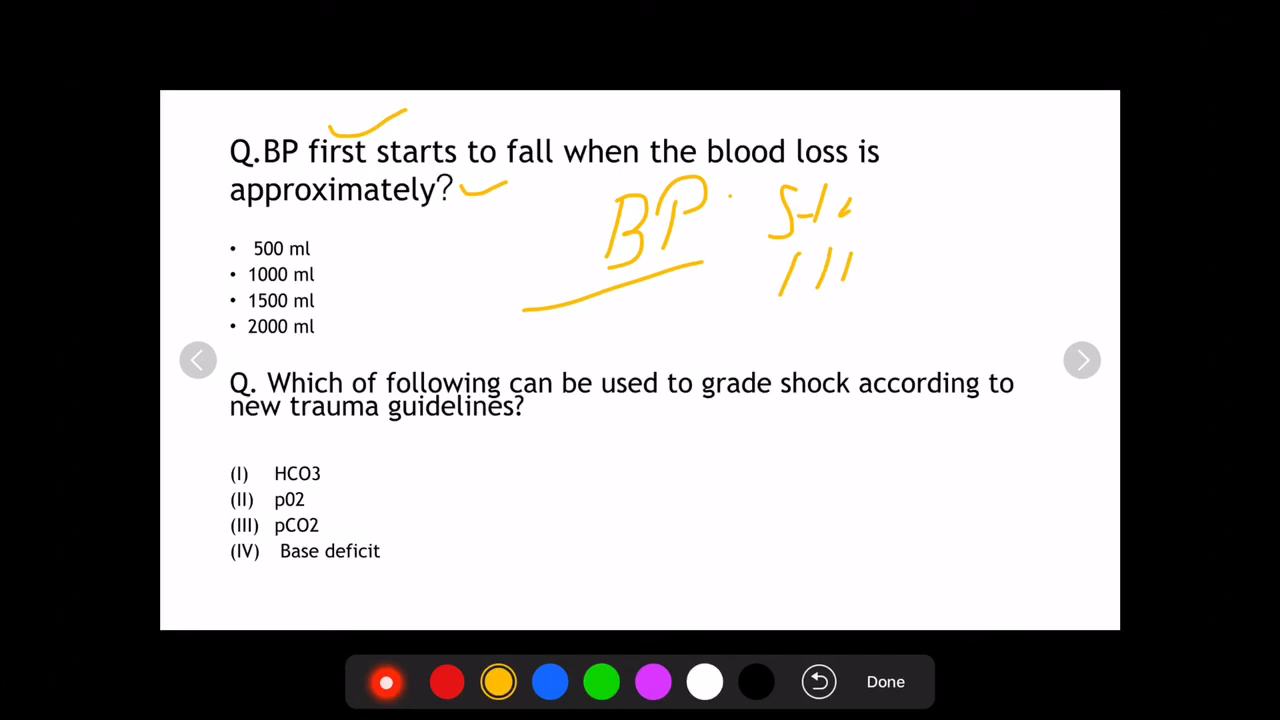 Q.BP first starts to fall when the blood loss is
approximately?
BP
• 500 ml
• 1000 ml
• 1500 ml
• 2000 ml
III
Q. Which of following can be used to grade shock according to
new trauma guidelines?
(I) HCO3
(II) p02
(III) pCO2
(IV) Base deficit
Done